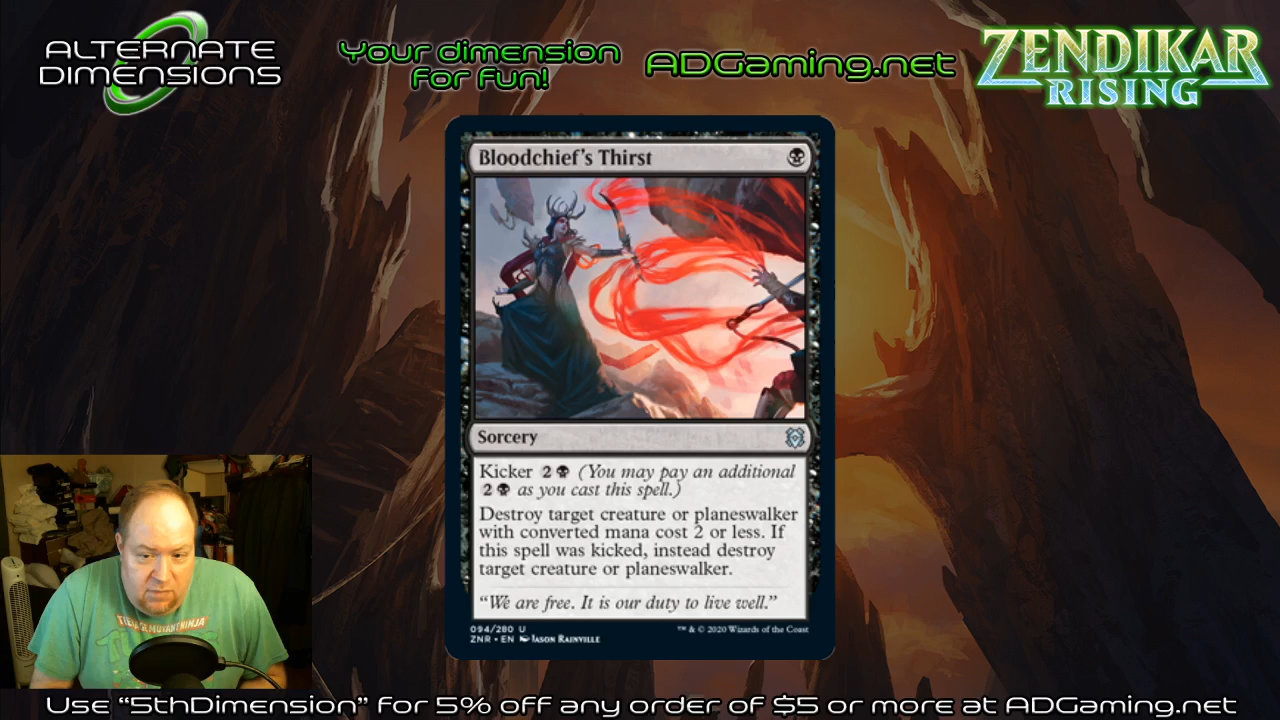 ALTERNATE
DIMENSIONS
Your dimension
for fun!
ADGaming.net
ZENDIKAR
RISING
Bloodchief's Thirst
Sorcery
Kicker 2 (You may pay an additional
2 as you cast this spell.)
Destroy target creature or planeswalker
with converted mana cost 2 or less. If
this spell was kicked, instead destroy
target creature or planeswalker.
“We are free. It is our duty to live well.”
094/280 U
ZNR • EN Jason Rainville
™ & © 2020 Wizards of the Coast
Use “5thDimension” for 5% off any order of $5 or more at ADGaming.net